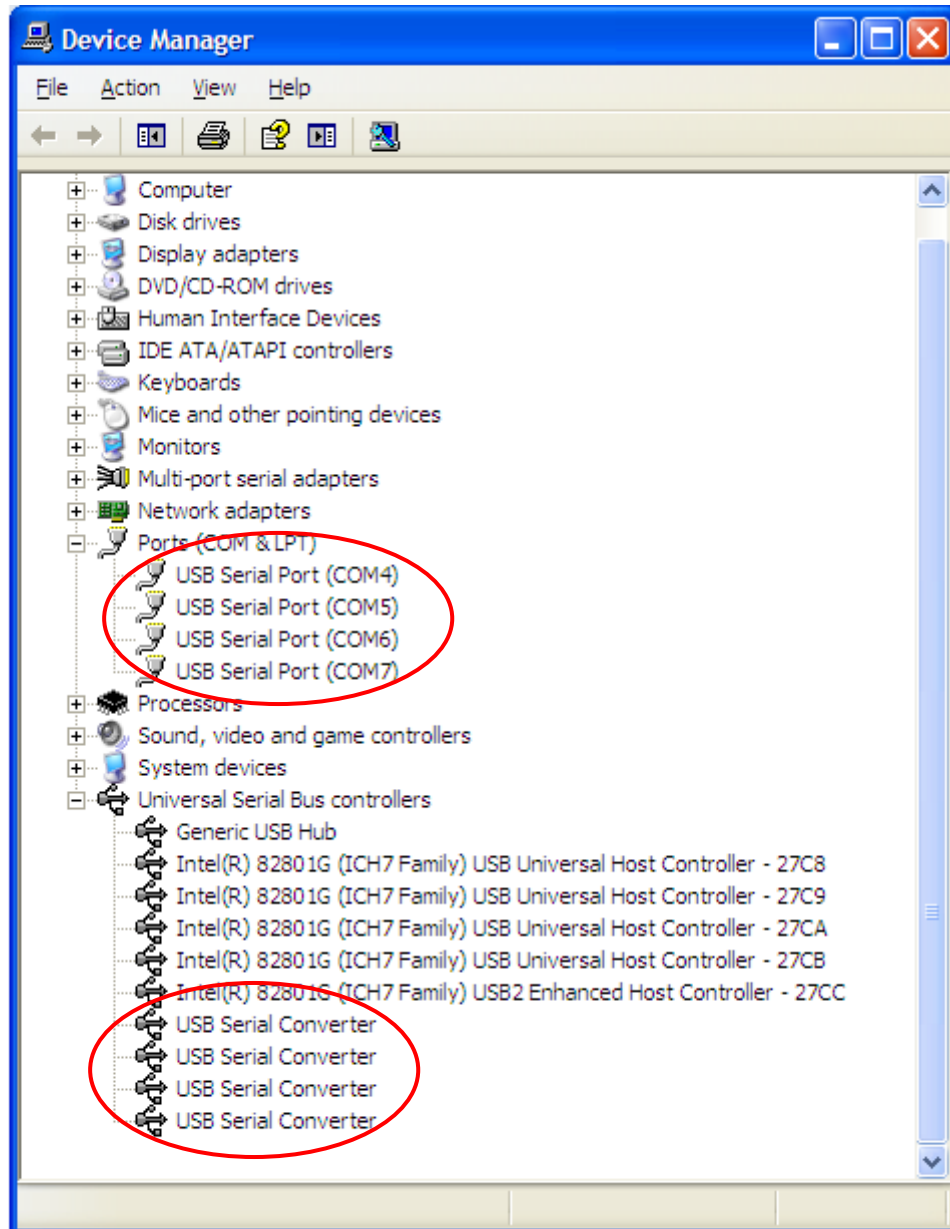 Device Manager
File Action View Help
Computer
Disk drives
Display adapters
DVD/CD-ROM drives
Human Interface Devices
IDE ATA/ATAPI controllers
Keyboards
Mice and other pointing devices
Monitors
Multi-port serial adapters
Network adapters
Ports (COM & LPT)
USB Serial Port (COM4)
USB Serial Port (COM5)
USB Serial Port (COM6)
USB Serial Port (COM7)
Processors
Sound, video and game controllers
System devices
Universal Serial Bus controllers
Generic USB Hub
Intel(R) 82801G (ICH7 Family) USB Universal Host Controller - 27C8
Intel(R) 82801G (ICH7 Family) USB Universal Host Controller - 27C9
Intel(R) 82801G (ICH7 Family) USB Universal Host Controller - 27CA
Intel(R) 82801G (ICH7 Family) USB Universal Host Controller - 27CB
Intel(R) 82801G (ICH7 Family) USB2 Enhanced Host Controller - 27CC
USB Serial Converter
USB Serial Converter
USB Serial Converter
USB Serial Converter